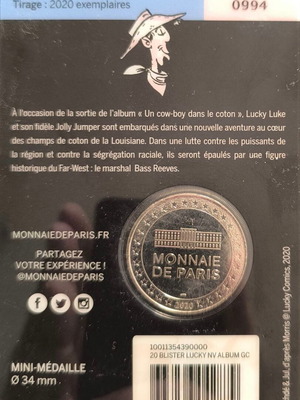 Tirage : 2020 exemplaires
0994
À l'occasion de la sortie de l'album « Un cow-boy dans le coton », Lucky Luke
et son fidèle Jolly Jumper sont embarqués dans une nouvelle aventure au cœur
des champs de coton de la Louisiane. Dans une lutte contre les puissants de
la région et contre la ségrégation raciale, ils seront épaulés par une figure
historique du Far-West : le marshal Bass Reeves.
MONNAIEDEPARIS.FR
PARTAGEZ
VOTRE EXPÉRIENCE !
@MONNAIEDEPARIS
MONNAIE
DE PARIS
2020
MINI-MÉDAILLE
Ø 34 mm
10011354390000
20 BLISTER LUCKY NV ALBUM GC
& Jul, d'après Morris © Lucky Comics, 2020